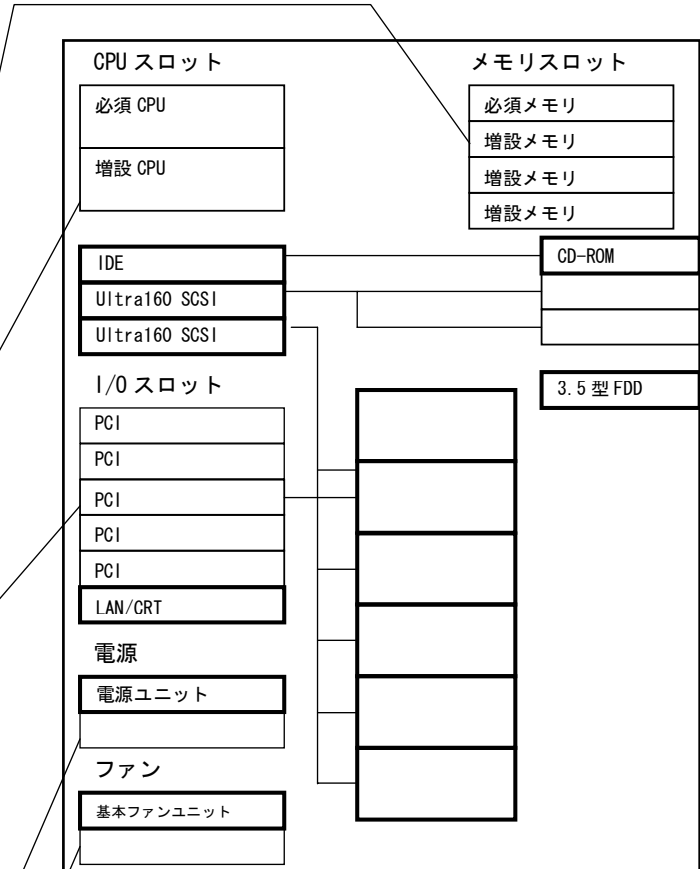 CPU スロット
必須 CPU
増設 CPU
メモリスロット
必須メモリ
増設メモリ
増設メモリ
増設メモリ
IDE
Ultra160 SCSI
Ultra160 SCSI
CD-ROM
3.5 型 FDD
I/O スロット
PCI
PCI
PCI
PCI
PCI
LAN/CRT
電源
電源ユニット
ファン
基本ファンユニット